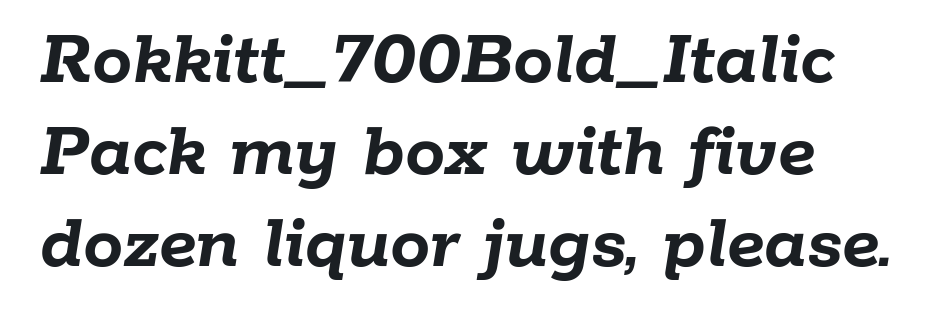 Rokkitt_700Bold_Italic
Pack my box with five
dozen liquor jugs, please.